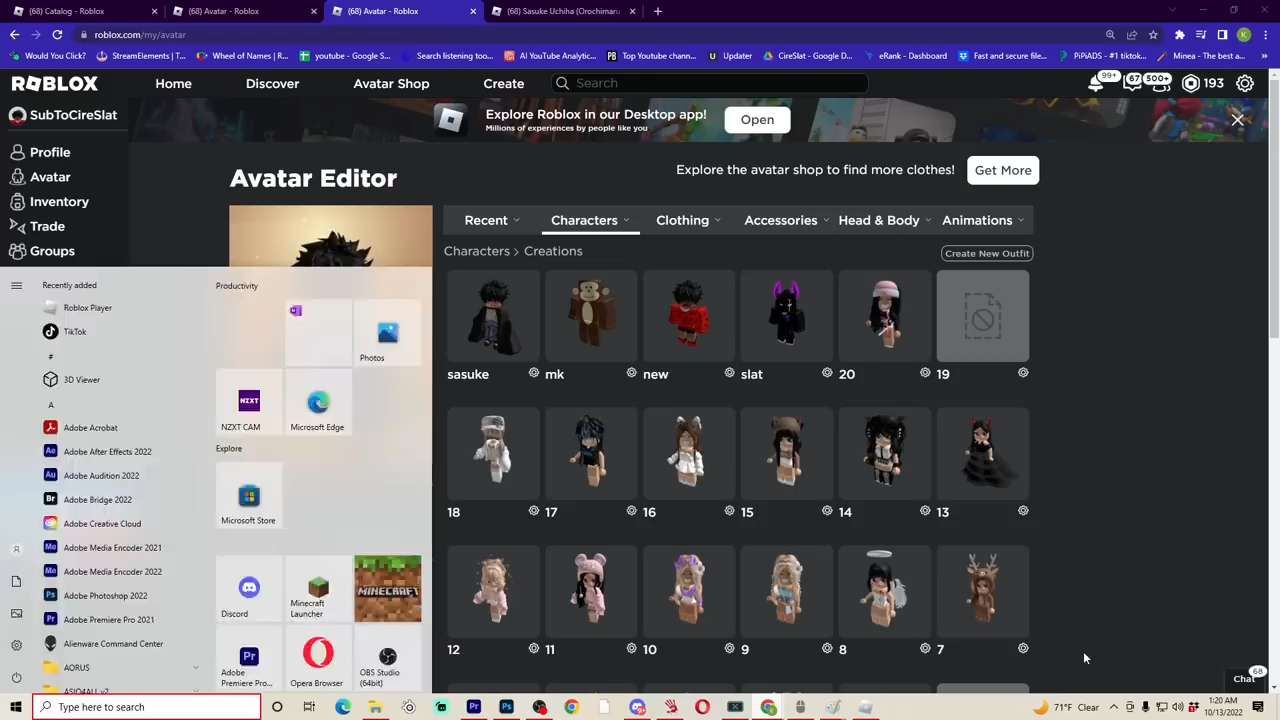 (68) Catalog - Roblox
(68) Avatar - Roblox
(68) Avatar Editor - Roblox
(68) Sasuke Uchiha (Orochimaru
roblox.com/my/avatar
K
Would You Click?
StreamElements | T...
Wheel of Names | R...
youtube - Google S...
Search listening too...
AI YouTube Analytic...
Top Youtube chann...
Updater
CireSlat - Google D...
eRank - Dashboard
Fast and secure file...
PiPiADS - #1 tiktok...
Minea - The best a...
ROBLOX
Home
Discover
Avatar Shop
Create
Search
99+
67
500+
193
SubToCireSlat
Explore Roblox in our Desktop app!
Millions of experiences by people like you
Open
Profile
Avatar
Inventory
Trade
Groups
Avatar Editor
Explore the avatar shop to find more clothes!
Get More
Recent
Characters
Clothing
Accessories
Head & Body
Animations
Characters > Creations
Create New Outfit
sasuke
mk
new
slat
20
19
18
17
16
15
14
13
12
11
10
9
8
7
Recently added
Roblox Player
TikTok
#
3D Viewer
A
Adobe Acrobat
Adobe After Effects 2022
Adobe Audition 2022
Adobe Bridge 2022
Adobe Creative Cloud
Adobe Media Encoder 2021
Adobe Media Encoder 2022
Adobe Photoshop 2022
Adobe Premiere Pro 2021
Alienware Command Center
AORUS
ASIO4ALL v2
Productivity
Photos
NZXT
NZXT CAM
Microsoft Edge
Explore
Microsoft Store
Discord
Minecraft Launcher
MINECRAFT
Adobe Premiere Pro...
Opera Browser
OBS Studio (64bit)
Chat
68
Type here to search
71°F Clear
1:20 AM
10/13/2022